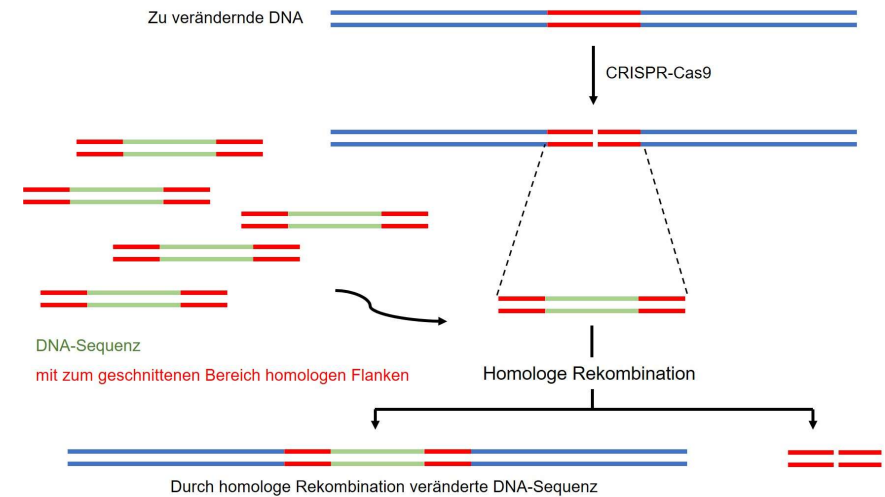 Zu verändernde DNA
CRISPR-Cas9
DNA-Sequenz
mit zum geschnittenen Bereich homologen Flanken
Homologe Rekombination
Durch homologe Rekombination veränderte DNA-Sequenz